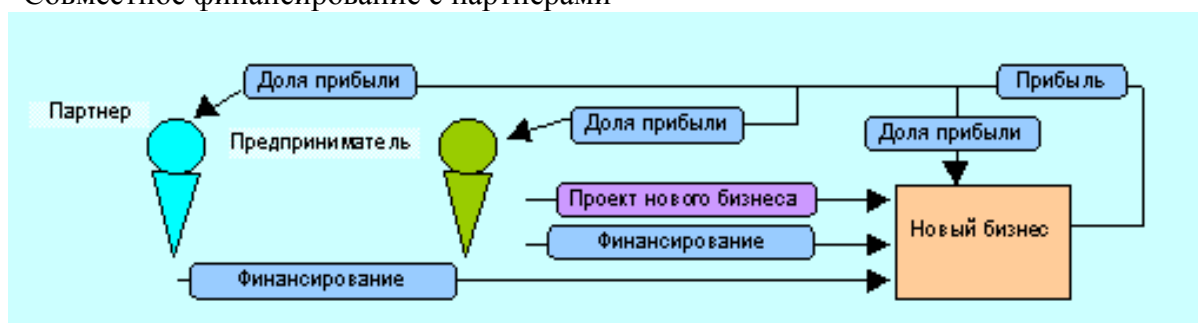 Совместное финансирование с партнерами
Доля прибыли
Прибыль
Партнер
Доля прибыли
Доля прибыли
Предприниматель
Проект нового бизнеса
Новый бизнес
Финансирование
Финансирование